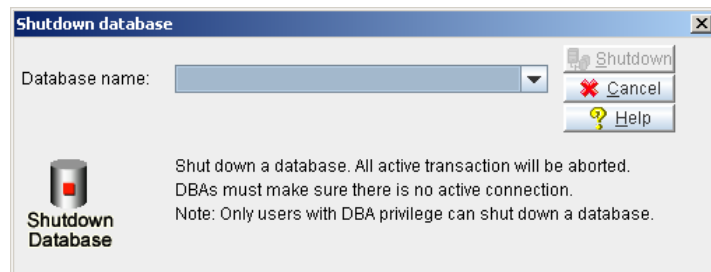 Shutdown database
Database name:
Shutdown
Cancel
Help
Shut down a database. All active transaction will be aborted.
DBAs must make sure there is no active connection.
Note: Only users with DBA privilege can shut down a database.
Shutdown
Database